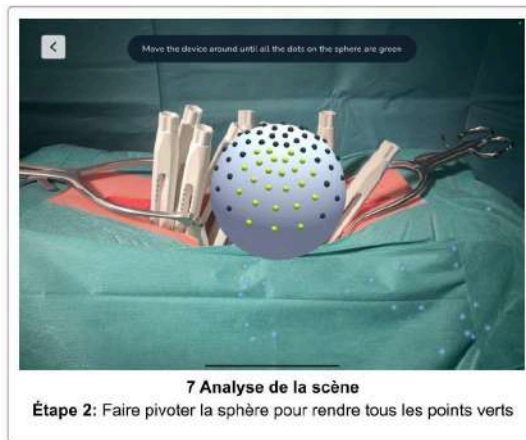 Move the device around until all the dots on the sphere are green
7 Analyse de la scène
Étape 2: Faire pivoter la sphère pour rendre tous les points verts